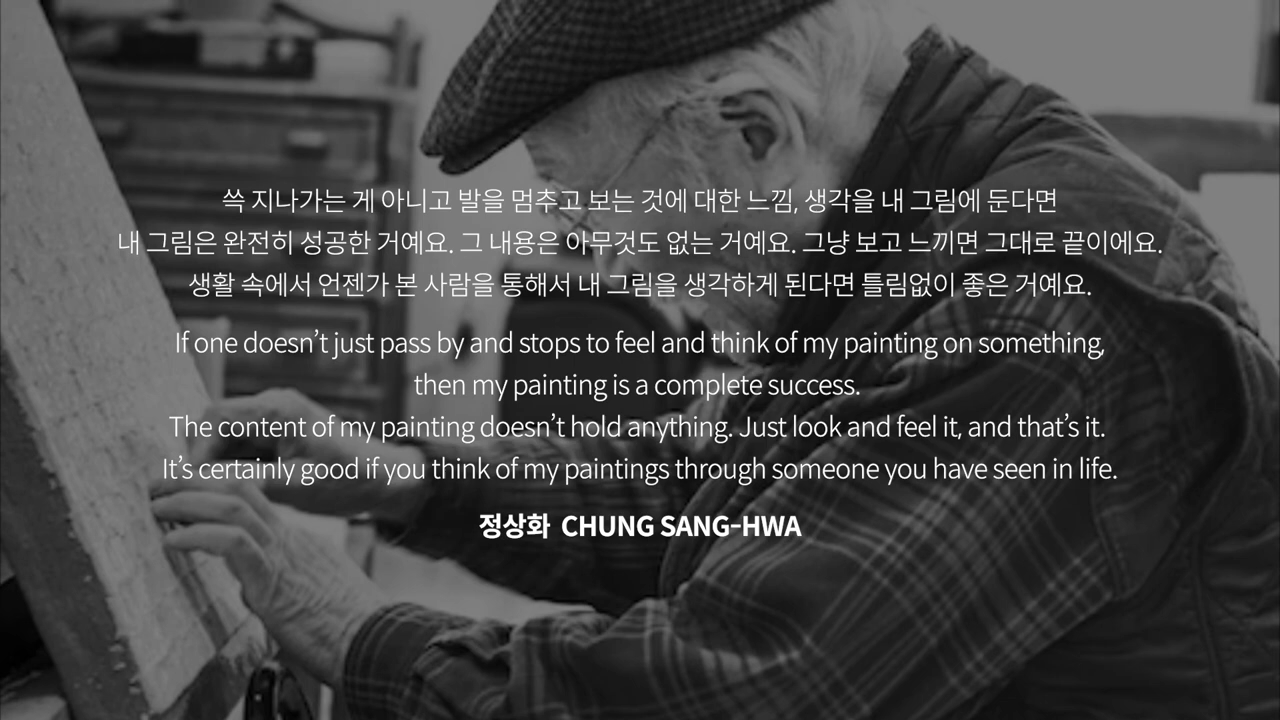 쓱 지나가는 게 아니고 발을 멈추고 보는 것에 대한 느낌, 생각을 내 그림에 둔다면
내 그림은 완전히 성공한 거예요. 그 내용은 아무것도 없는 거예요. 그냥 보고 느끼면 그대로 끝이에요.
생활 속에서 언젠가 본 사람을 통해서 내 그림을 생각하게 된다면 틀림없이 좋은 거예요.
If one doesn’t just pass by and stops to feel and think of my painting on something,
then my painting is a complete success.
The content of my painting doesn’t hold anything. Just look and feel it, and that’s it.
It’s certainly good if you think of my paintings through someone you have seen in life.
정상화 CHUNG SANG-HWA